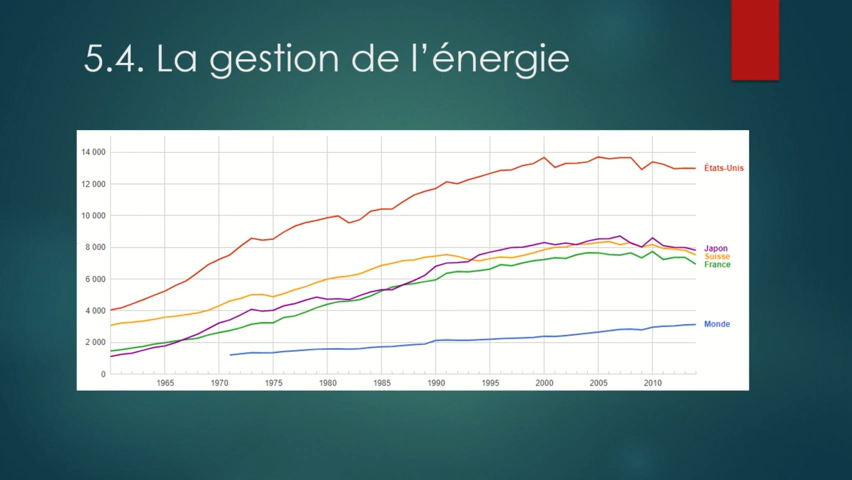 5.4. La gestion de l’énergie
14 000
12 000
10 000
8 000
6 000
4 000
2 000
0
1965 1970 1975 1980 1985 1990 1995 2000 2005 2010
États-Unis
Japon
Suisse
France
Monde